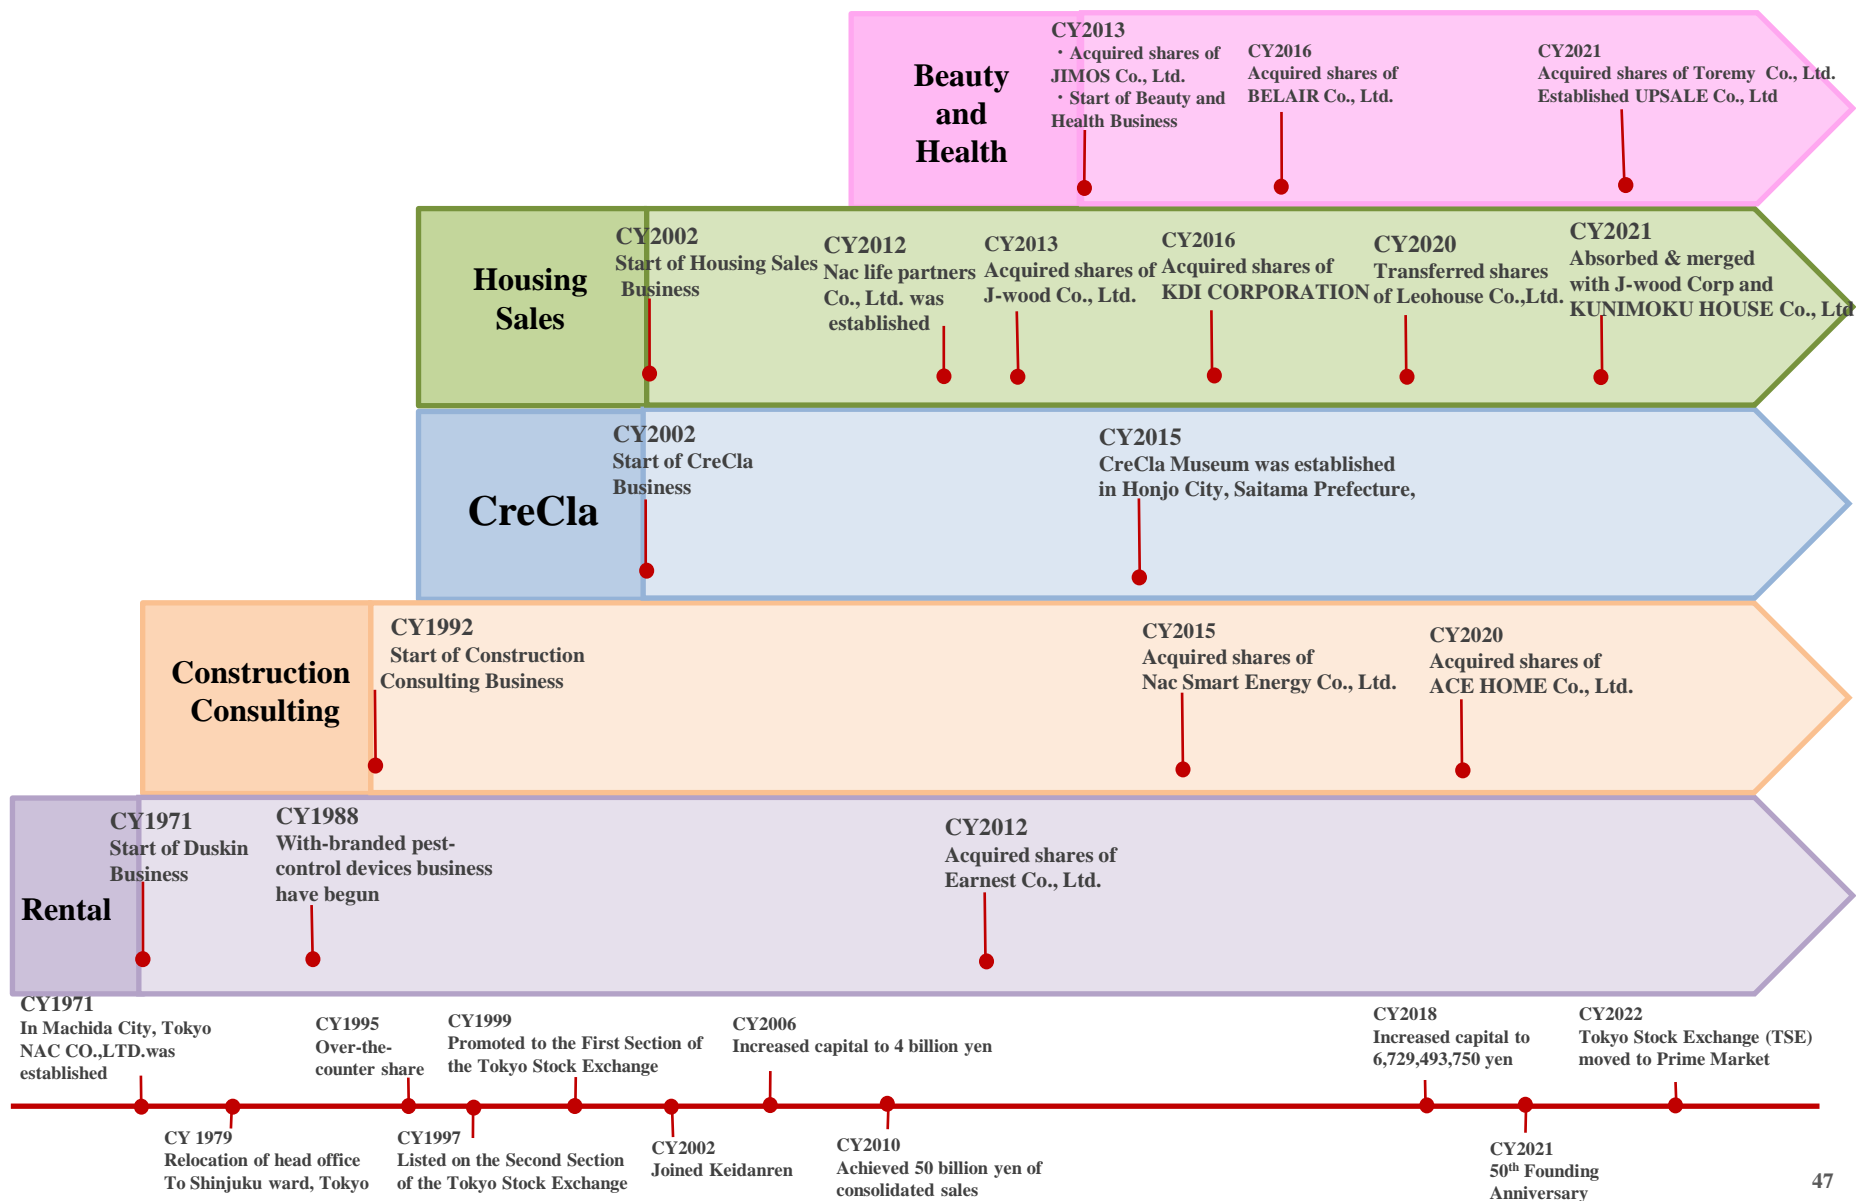 Beauty
and
Health
CY2013
・Acquired shares of
JIMOS Co., Ltd.
・Start of Beauty and
Health Business
CY2016
Acquired shares of
BELAIR Co., Ltd.
CY2021
Acquired shares of Toremy Co., Ltd.
Established UPSALE Co., Ltd
Housing
Sales
CY2002
Start of Housing Sales
Business
CY2012
Nac life partners
Co., Ltd. was
established
CY2013
Acquired shares of
J-wood Co., Ltd.
CY2016
Acquired shares of
KDI CORPORATION
CY2020
Transferred shares
of Leohouse Co.,Ltd.
CY2021
Absorbed & merged
with J-wood Corp and
KUNIMOKU HOUSE Co., Ltd
CreCla
CY2002
Start of CreCla
Business
CY2015
CreCla Museum was established
in Honjo City, Saitama Prefecture,
Construction
Consulting
CY1992
Start of Construction
Consulting Business
CY2015
Acquired shares of
Nac Smart Energy Co., Ltd.
CY2020
Acquired shares of
ACE HOME Co., Ltd.
Rental
CY1971
Start of Duskin
Business
CY1988
With-branded pest-
control devices business
have begun
CY2012
Acquired shares of
Earnest Co., Ltd.
CY1971
In Machida City, Tokyo
NAC CO.,LTD.was
established
CY1995
Over-the-
counter share
CY1999
Promoted to the First Section of
the Tokyo Stock Exchange
CY2006
Increased capital to 4 billion yen
CY2018
Increased capital to
6,729,493,750 yen
CY2022
Tokyo Stock Exchange (TSE)
moved to Prime Market
CY 1979
Relocation of head office
To Shinjuku ward, Tokyo
CY1997
Listed on the Second Section
of the Tokyo Stock Exchange
CY2002
Joined Keidanren
CY2010
Achieved 50 billion yen of
consolidated sales
CY2021
50th Founding
Anniversary
47